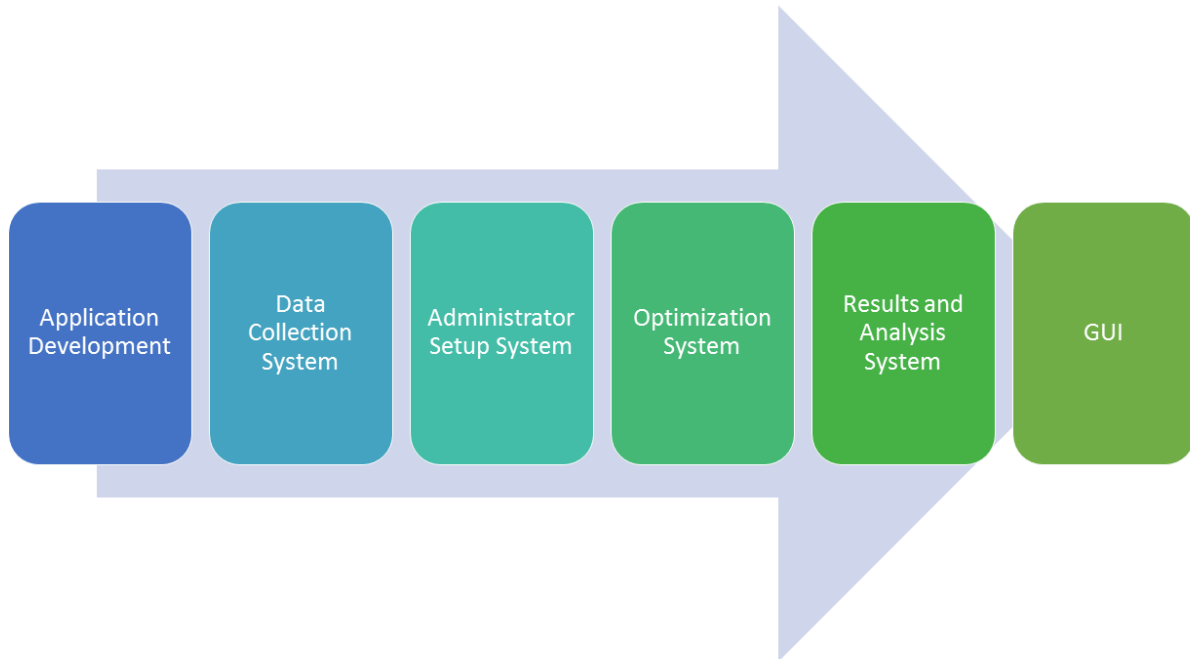 Application
Development
Data
Collection
System
Administrator
Setup System
Optimization
System
Results and
Analysis
System
GUI